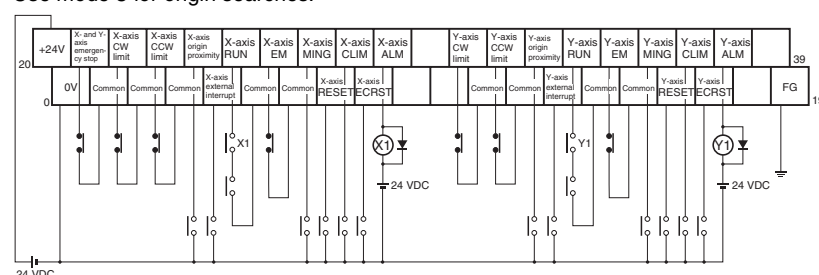 Use mode 3 for origin searches.
+24V
X- and Y-
axis
emergen-
cy stop
X-axis
CW
limit
X-axis
CCW
limit
X-axis
origin
proximity
X-axis
RUN
X-axis
EM
X-axis
MING
X-axis
CLIM
X-axis
ALM
Y-axis
CW
limit
Y-axis
CCW
limit
Y-axis
origin
proximity
Y-axis
RUN
Y-axis
EM
Y-axis
MING
Y-axis
CLIM
Y-axis
ALM
20
39
0V
Common
Common
Common
X-axis
external
interrupt
Common
Common
X-axis
RESET
X-axis
ECRST
Common
Common
Common
Y-axis
external
interrupt
Common
Common
Y-axis
RESET
Y-axis
ECRST
FG
0
19
X1
X1
Y1
Y1
24 VDC
24 VDC
24 VDC